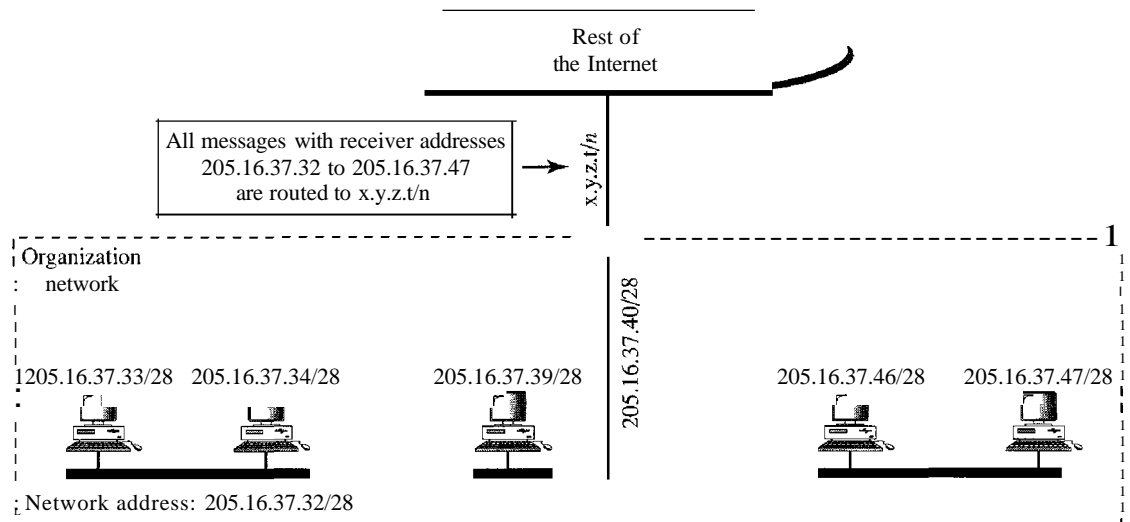 Rest of
the Internet
All messages with receiver addresses
205.16.37.32 to 205.16.37.47
are routed to x.y.z.t/n
x.y.z.t/n
Organization
network
205.16.37.40/28
205.16.37.33/28
205.16.37.34/28
205.16.37.39/28
205.16.37.46/28
205.16.37.47/28
Network address: 205.16.37.32/28